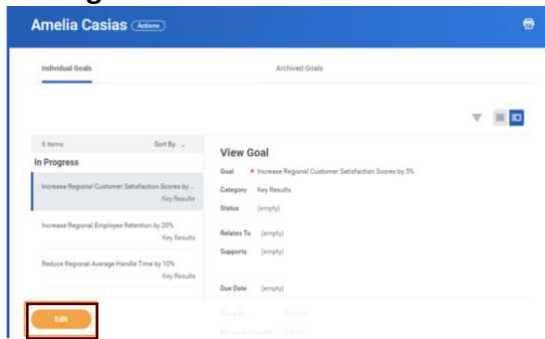 Amelia Casias Actions
Individual Goals
Archived Goals
6 items
Sort By:
In Progress
Increase Regional Customer Satisfaction Scores by ...
Key Results
Increase Regional Employee Retention by 20%
Key Results
Reduce Regional Average Handle Time by 10%
Key Results
View Goal
Goal Increase Regional Customer Satisfaction Scores by 5%
Category Key Results
Status (empty)
Relates To (empty)
Supports (empty)
Due Date (empty)
Edit